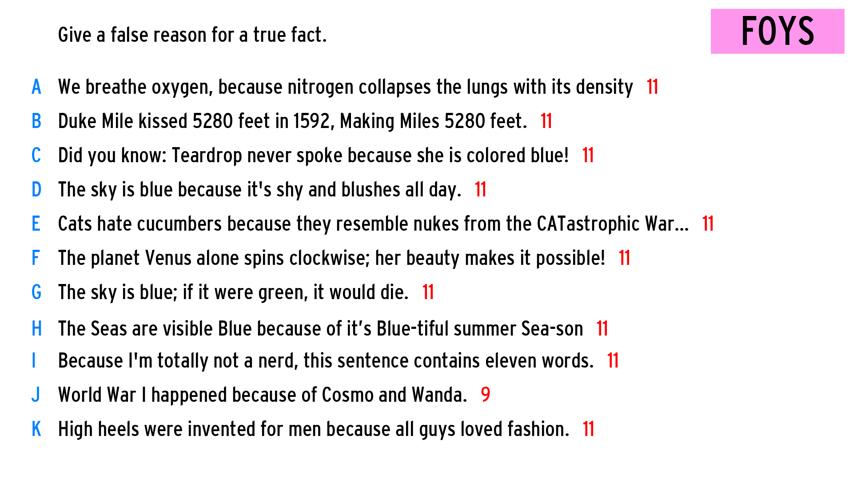 Give a false reason for a true fact.
FOYS
A We breathe oxygen, because nitrogen collapses the lungs with its density 11
B Duke Mile kissed 5280 feet in 1592, Making Miles 5280 feet. 11
C Did you know: Teardrop never spoke because she is colored blue! 11
D The sky is blue because it's shy and blushes all day. 11
E Cats hate cucumbers because they resemble nukes from the CATastrophic War... 11
F The planet Venus alone spins clockwise; her beauty makes it possible! 11
G The sky is blue; if it were green, it would die. 11
H The Seas are visible Blue because of it’s Blue-tiful summer Sea-son 11
I Because I'm totally not a nerd, this sentence contains eleven words. 11
J World War I happened because of Cosmo and Wanda. 9
K High heels were invented for men because all guys loved fashion. 11